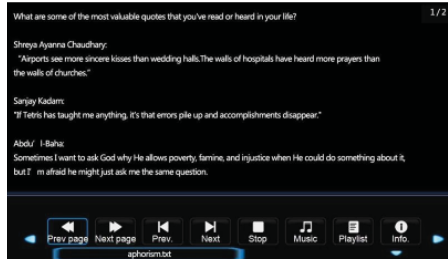 What are some of the most valuable quotes that you've read or heard in your life?
1/2
Shreya Ayanna Chaudhary:
"Airports see more sincere kisses than wedding halls.The walls of hospitals have heard more prayers than
the walls of churches."
Sanjay Kadam:
"If Tetris has taught me anything, it's that errors pile up and accomplishments disappear."
Abdu' l-Baha:
Sometimes I want to ask God why He allows poverty, famine, and injustice when He could do something about it,
but I' m afraid he might just ask me the same question.
Prev page Next page Prev. Next Stop Music Playlist Info.
aphorism.txt